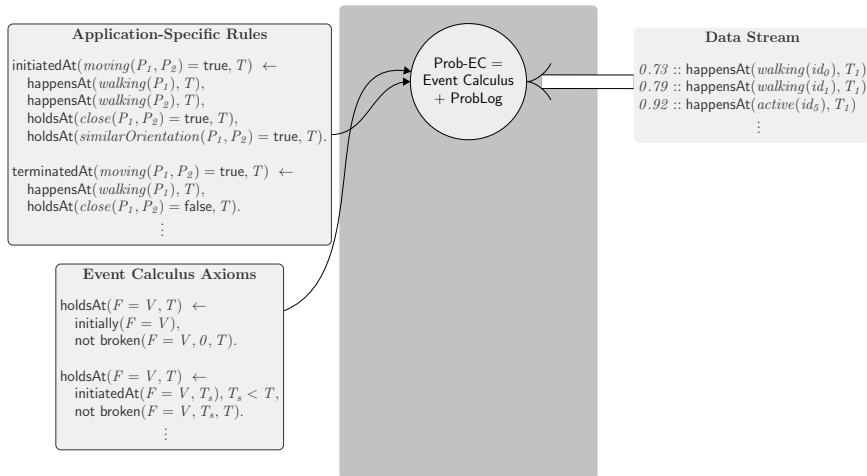 Application-Specific Rules
initiatedAt(moving(P₁, P₂) = true, T) ←
happensAt(walking(P₁), T),
happensAt(walking(P₂), T),
holdsAt(close(P₁, P₂) = true, T),
holdsAt(similarOrientation(P₁, P₂) = true, T).
terminatedAt(moving(P₁, P₂) = true, T) ←
happensAt(walking(P₁), T),
holdsAt(close(P₁, P₂) = false, T).
⋮
Event Calculus Axioms
holdsAt(F = V, T) ←
initially(F = V),
not broken(F = V, 0, T).
holdsAt(F = V, T) ←
initiatedAt(F = V, Tₛ), Tₛ < T,
not broken(F = V, Tₛ, T).
⋮
Prob-EC =
Event Calculus
+ ProbLog
Data Stream
0.73 :: happensAt(walking(id₀), T₁)
0.79 :: happensAt(walking(id₁), T₁)
0.92 :: happensAt(active(id₅), T₁)
⋮